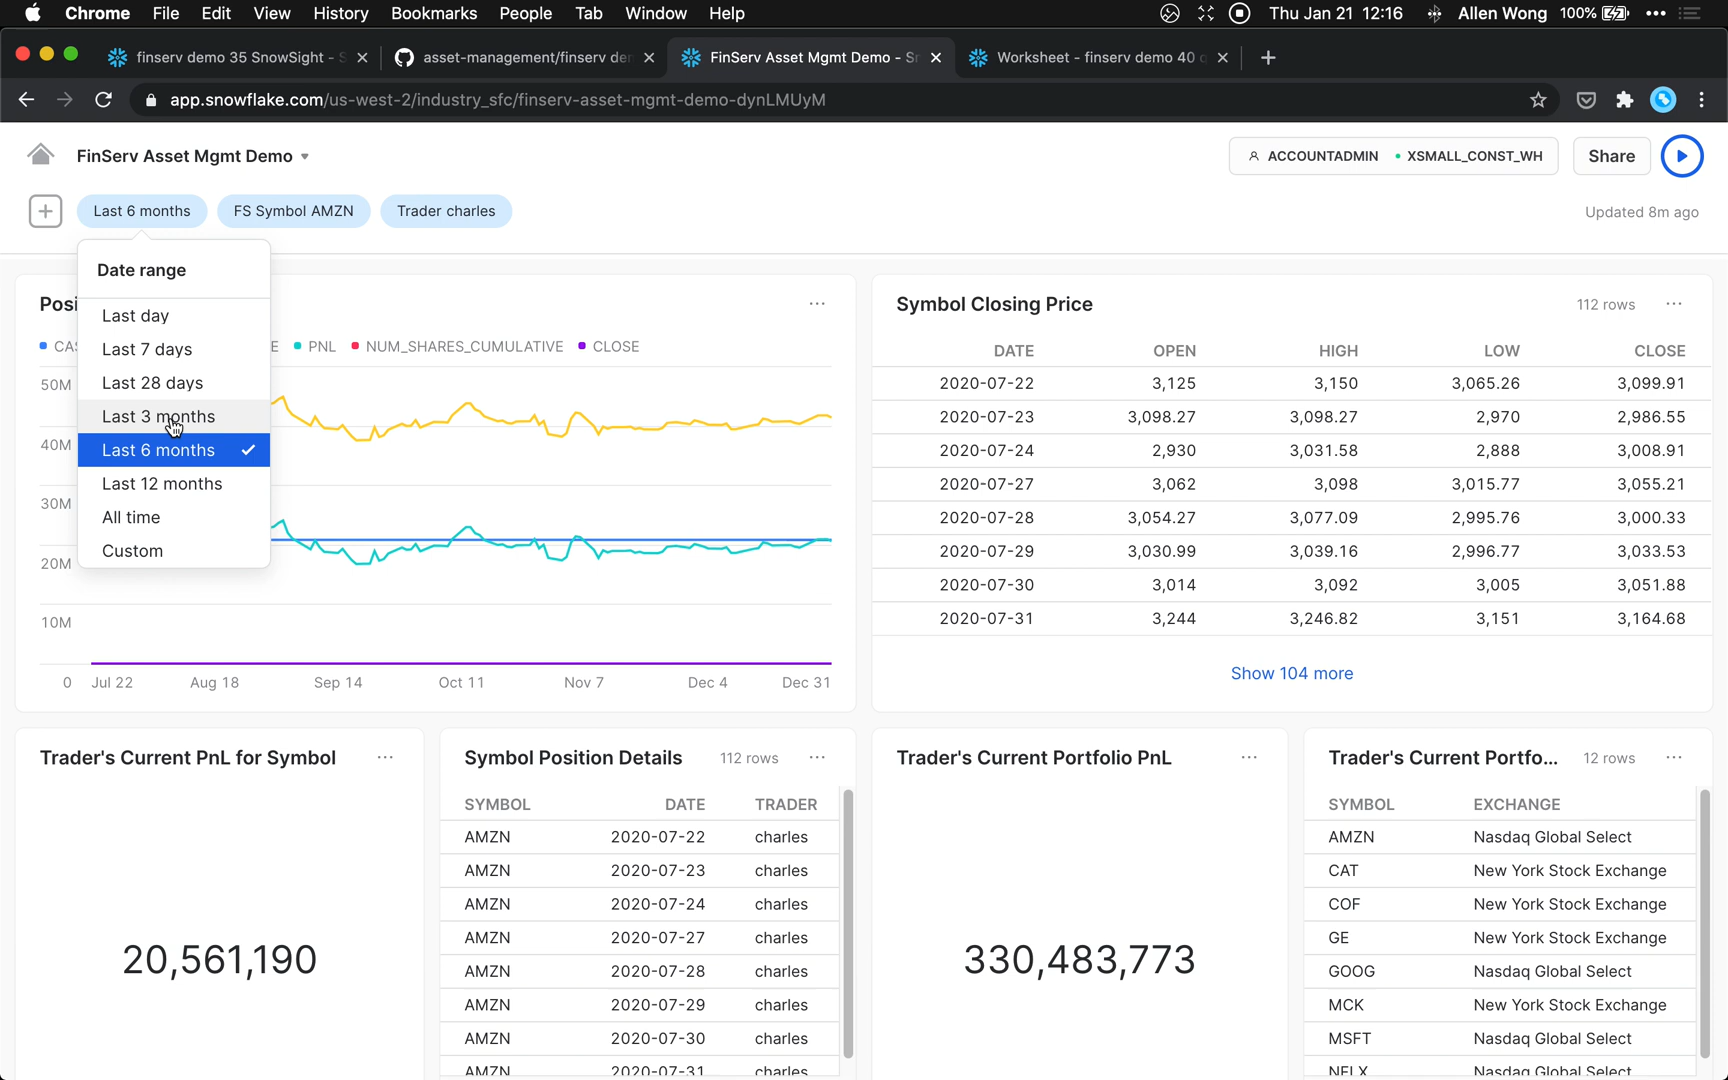 Chrome File Edit View History Bookmarks People Tab Window Help Thu Jan 21 12:16 Allen Wong 100%
finserv demo 35 SnowSight - S asset-management/finserv den FinServ Asset Mgmt Demo - Sn Worksheet - finserv demo 40 q
app.snowflake.com/us-west-2/industry_sfc/finserv-asset-mgmt-demo-dynLMUyM
FinServ Asset Mgmt Demo ACCOUNTADMIN XSMALL_CONST_WH Share
Last 6 months FS Symbol AMZN Trader charles Updated 8m ago
Date range
Last day
Last 7 days
Last 28 days
Last 3 months
Last 6 months
Last 12 months
All time
Custom
Posi
CAS E PNL NUM_SHARES_CUMULATIVE CLOSE
50M
40M
30M
20M
10M
0 Jul 22 Aug 18 Sep 14 Oct 11 Nov 7 Dec 4 Dec 31
Symbol Closing Price 112 rows
DATE OPEN HIGH LOW CLOSE
2020-07-22 3,125 3,150 3,065.26 3,099.91
2020-07-23 3,098.27 3,098.27 2,970 2,986.55
2020-07-24 2,930 3,031.58 2,888 3,008.91
2020-07-27 3,062 3,098 3,015.77 3,055.21
2020-07-28 3,054.27 3,077.09 2,995.76 3,000.33
2020-07-29 3,030.99 3,039.16 2,996.77 3,033.53
2020-07-30 3,014 3,092 3,005 3,051.88
2020-07-31 3,244 3,246.82 3,151 3,164.68
Show 104 more
Trader's Current PnL for Symbol
20,561,190
Symbol Position Details 112 rows
SYMBOL DATE TRADER
AMZN 2020-07-22 charles
AMZN 2020-07-23 charles
AMZN 2020-07-24 charles
AMZN 2020-07-27 charles
AMZN 2020-07-28 charles
AMZN 2020-07-29 charles
AMZN 2020-07-30 charles
AMZN 2020-07-31 charles
Trader's Current Portfolio PnL
330,483,773
Trader's Current Portfo... 12 rows
SYMBOL EXCHANGE
AMZN Nasdaq Global Select
CAT New York Stock Exchange
COF New York Stock Exchange
GE New York Stock Exchange
GOOG Nasdaq Global Select
MCK New York Stock Exchange
MSFT Nasdaq Global Select
NFLX Nasdaq Global Select